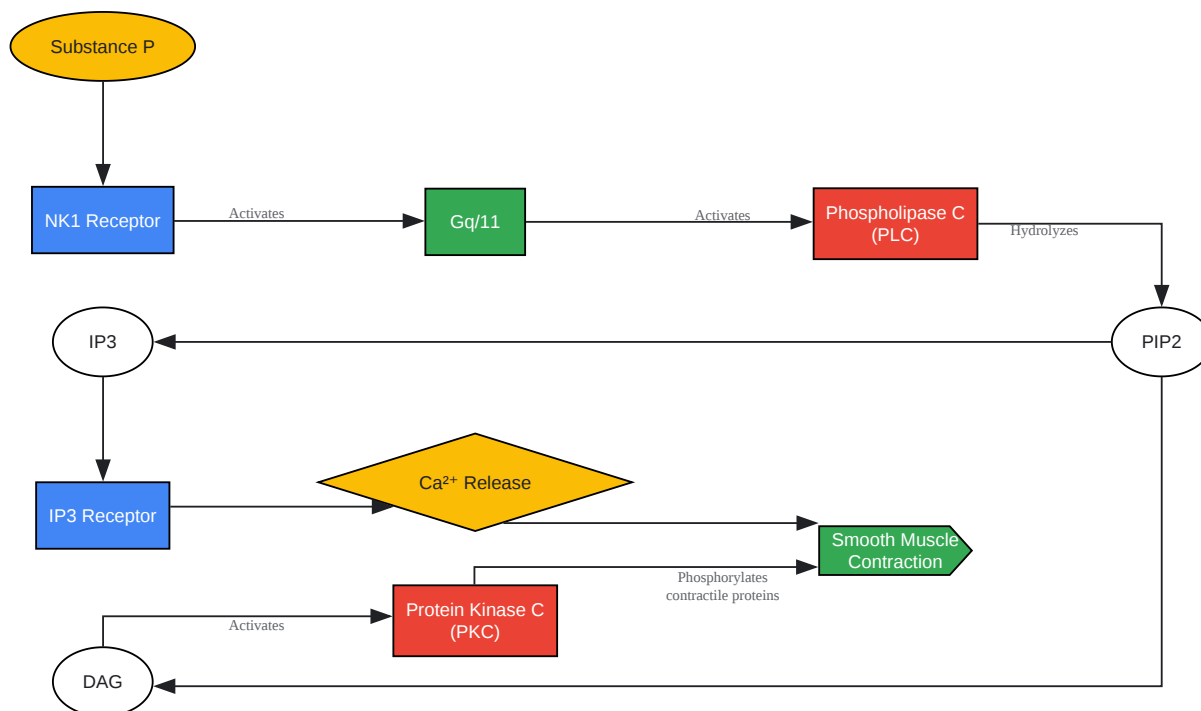 Substance P
NK1 Receptor
Activates
Gq/11
Activates
Phospholipase C
(PLC)
Hydrolyzes
IP3
PIP2
Ca²⁺ Release
IP3 Receptor
Smooth Muscle
Contraction
Phosphorylates
contractile proteins
Protein Kinase C
(PKC)
Activates
DAG